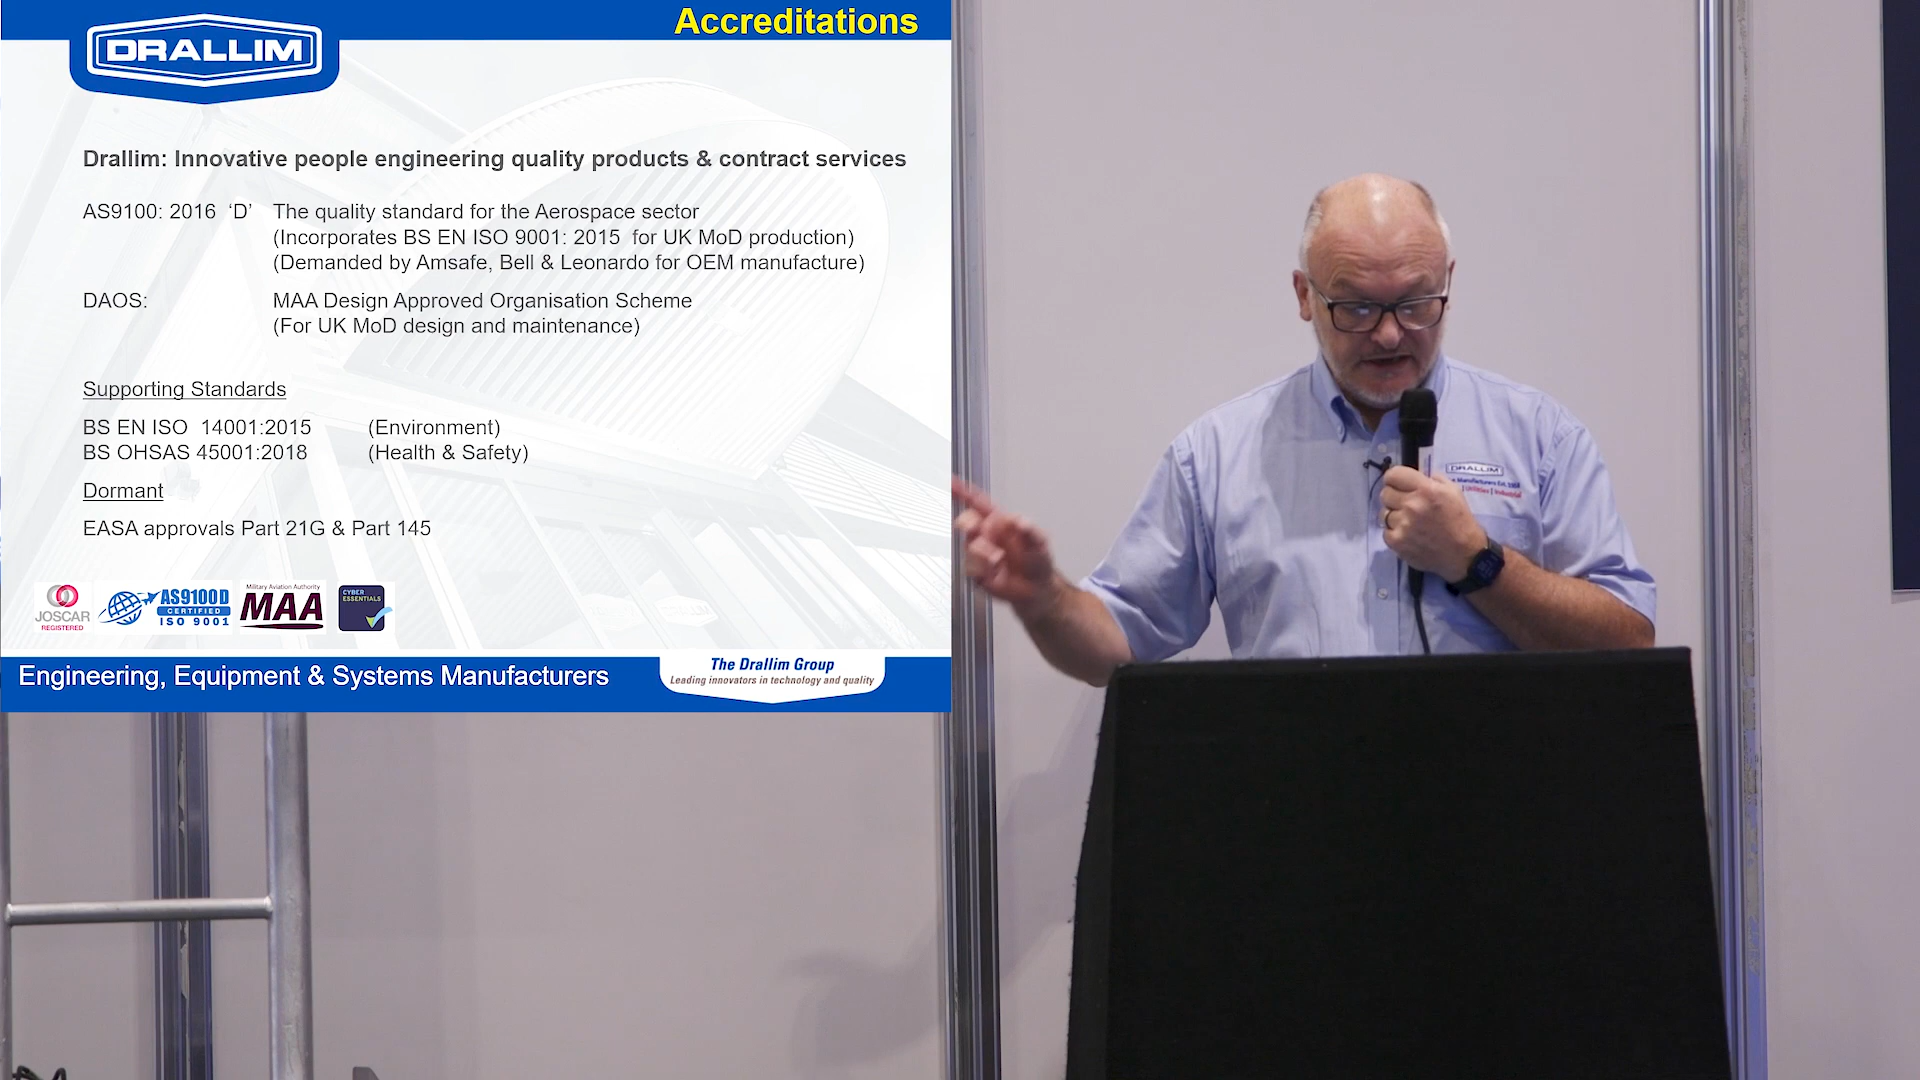 Accreditations
DRALLIM
Drallim: Innovative people engineering quality products & contract services
AS9100: 2016 ‘D’ The quality standard for the Aerospace sector
(Incorporates BS EN ISO 9001: 2015 for UK MoD production)
(Demanded by Amsafe, Bell & Leonardo for OEM manufacture)
DAOS: MAA Design Approved Organisation Scheme
(For UK MoD design and maintenance)
Supporting Standards
BS EN ISO 14001:2015 (Environment)
BS OHSAS 45001:2018 (Health & Safety)
Dormant
EASA approvals Part 21G & Part 145
JOSCAR
REGISTERED
AS9100D
CERTIFIED
ISO 9001
Military Aviation Authority
MAA
CYBER
ESSENTIALS
Engineering, Equipment & Systems Manufacturers
The Drallim Group
Leading innovators in technology and quality
DRALLIM
Manufacturers Est.
Utilities | Industrial